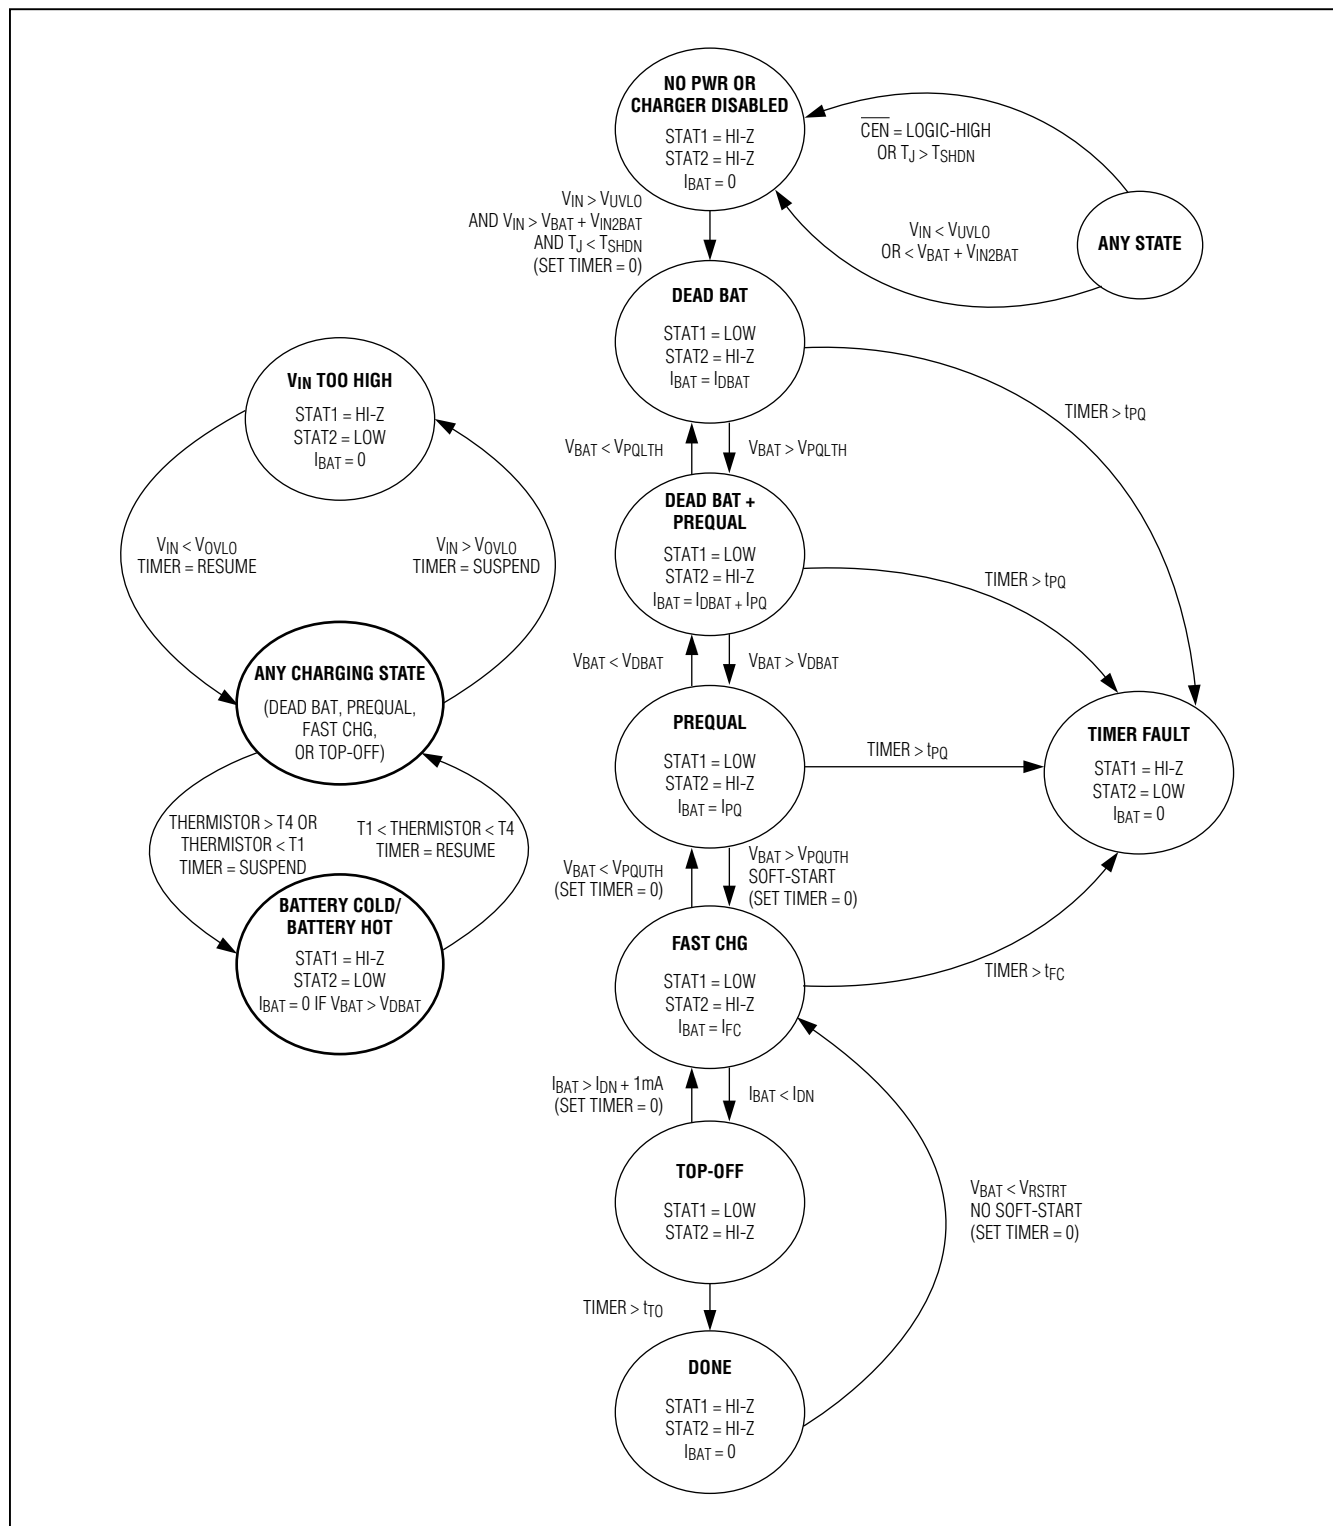 NO PWR OR
CHARGER DISABLED
STAT1 = HI-Z
STAT2 = HI-Z
IBAT = 0
CEN = LOGIC-HIGH
OR TJ > TSHDN
VIN < VUVLO
OR < VBAT + VIN2BAT
ANY STATE
VIN > VUVLO
AND VIN > VBAT + VIN2BAT
AND TJ < TSHDN
(SET TIMER = 0)
DEAD BAT
STAT1 = LOW
STAT2 = HI-Z
IBAT = IDBAT
TIMER > tPQ
VBAT < VPQLTH
VBAT > VPQLTH
DEAD BAT +
PREQUAL
STAT1 = LOW
STAT2 = HI-Z
IBAT = IDBAT + IPQ
TIMER > tPQ
VBAT < VDBAT
VBAT > VDBAT
PREQUAL
STAT1 = LOW
STAT2 = HI-Z
IBAT = IPQ
TIMER > tPQ
TIMER FAULT
STAT1 = HI-Z
STAT2 = LOW
IBAT = 0
VBAT < VPQUTH
(SET TIMER = 0)
VBAT > VPQUTH
SOFT-START
(SET TIMER = 0)
FAST CHG
STAT1 = LOW
STAT2 = HI-Z
IBAT = IFC
TIMER > tFC
IBAT > IDN + 1mA
(SET TIMER = 0)
IBAT < IDN
TOP-OFF
STAT1 = LOW
STAT2 = HI-Z
VBAT < VRSTRT
NO SOFT-START
(SET TIMER = 0)
TIMER > tTO
DONE
STAT1 = HI-Z
STAT2 = HI-Z
IBAT = 0
VIN TOO HIGH
STAT1 = HI-Z
STAT2 = LOW
IBAT = 0
VIN < VOVLO
TIMER = RESUME
VIN > VOVLO
TIMER = SUSPEND
ANY CHARGING STATE
(DEAD BAT, PREQUAL,
FAST CHG,
OR TOP-OFF)
THERMISTOR > T4 OR
THERMISTOR < T1
TIMER = SUSPEND
T1 < THERMISTOR < T4
TIMER = RESUME
BATTERY COLD/
BATTERY HOT
STAT1 = HI-Z
STAT2 = LOW
IBAT = 0 IF VBAT > VDBAT